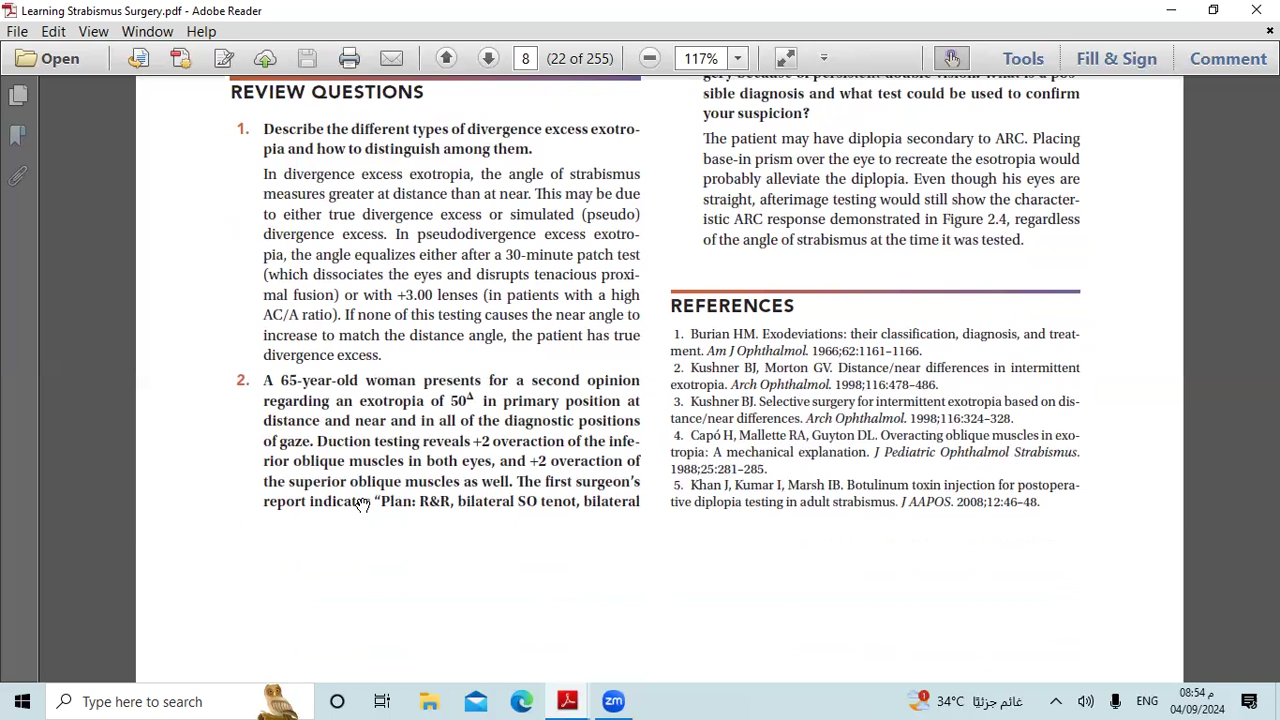 Learning Strabismus Surgery.pdf - Adobe Reader
File Edit View Window Help
Open 8 (22 of 255) 117% Tools Fill & Sign Comment
REVIEW QUESTIONS
1. Describe the different types of divergence excess exotro-
pia and how to distinguish among them.
In divergence excess exotropia, the angle of strabismus
measures greater at distance than at near. This may be due
to either true divergence excess or simulated (pseudo)
divergence excess. In pseudodivergence excess exotro-
pia, the angle equalizes either after a 30-minute patch test
(which dissociates the eyes and disrupts tenacious proxi-
mal fusion) or with +3.00 lenses (in patients with a high
AC/A ratio). If none of this testing causes the near angle to
increase to match the distance angle, the patient has true
divergence excess.
2. A 65-year-old woman presents for a second opinion
regarding an exotropia of 50Δ in primary position at
distance and near and in all of the diagnostic positions
of gaze. Duction testing reveals +2 overaction of the infe-
rior oblique muscles in both eyes, and +2 overaction of
the superior oblique muscles as well. The first surgeon's
report indicates "Plan: R&R, bilateral SO tenot, bilateral
gery because of persistent double vision. What is a pos-
sible diagnosis and what test could be used to confirm
your suspicion?
The patient may have diplopia secondary to ARC. Placing
base-in prism over the eye to recreate the esotropia would
probably alleviate the diplopia. Even though his eyes are
straight, afterimage testing would still show the character-
istic ARC response demonstrated in Figure 2.4, regardless
of the angle of strabismus at the time it was tested.
REFERENCES
1. Burian HM. Exodeviations: their classification, diagnosis, and treat-
ment. Am J Ophthalmol. 1966;62:1161–1166.
2. Kushner BJ, Morton GV. Distance/near differences in intermittent
exotropia. Arch Ophthalmol. 1998;116:478–486.
3. Kushner BJ. Selective surgery for intermittent exotropia based on dis-
tance/near differences. Arch Ophthalmol. 1998;116:324–328.
4. Capó H, Mallette RA, Guyton DL. Overacting oblique muscles in exo-
tropia: A mechanical explanation. J Pediatric Ophthalmol Strabismus.
1988;25:281–285.
5. Khan J, Kumar I, Marsh IB. Botulinum toxin injection for postopera-
tive diplopia testing in adult strabismus. J AAPOS. 2008;12:46–48.
Type here to search 1 34°C غائم جزئيًا ENG 08:54 م
04/09/2024